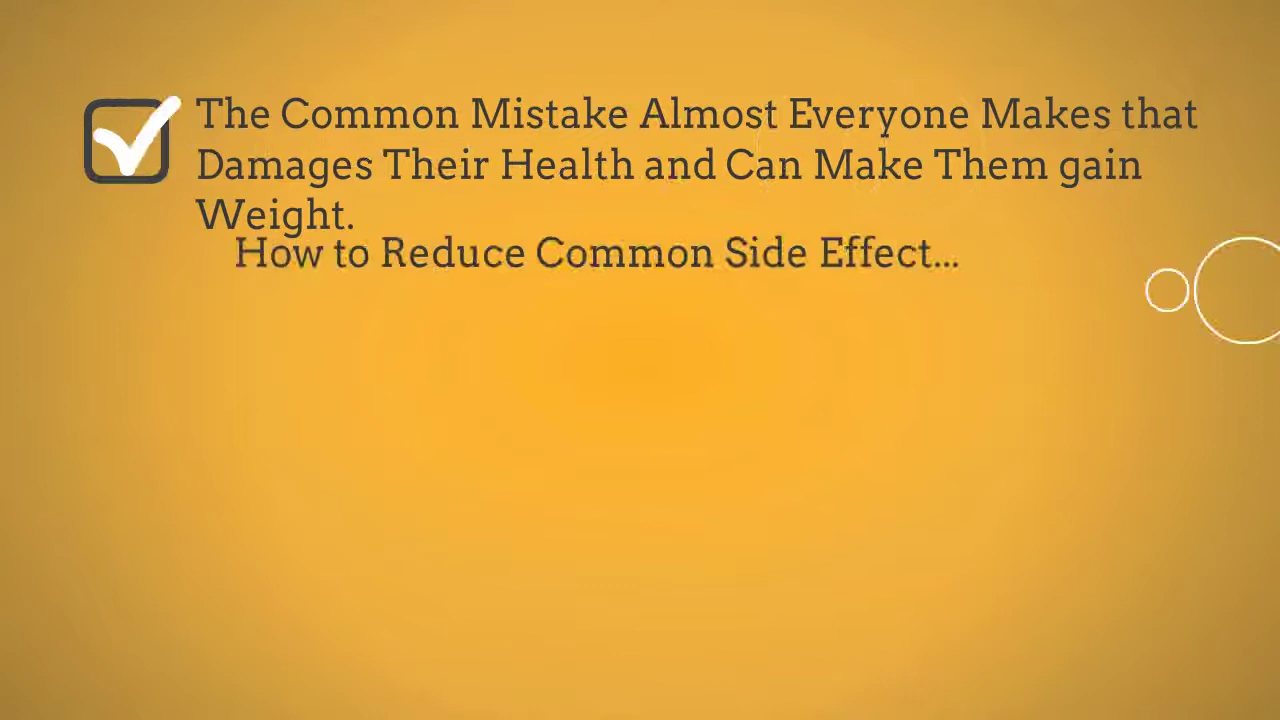 The Common Mistake Almost Everyone Makes that
Damages Their Health and Can Make Them gain
Weight.
How to Reduce Common Side Effect...